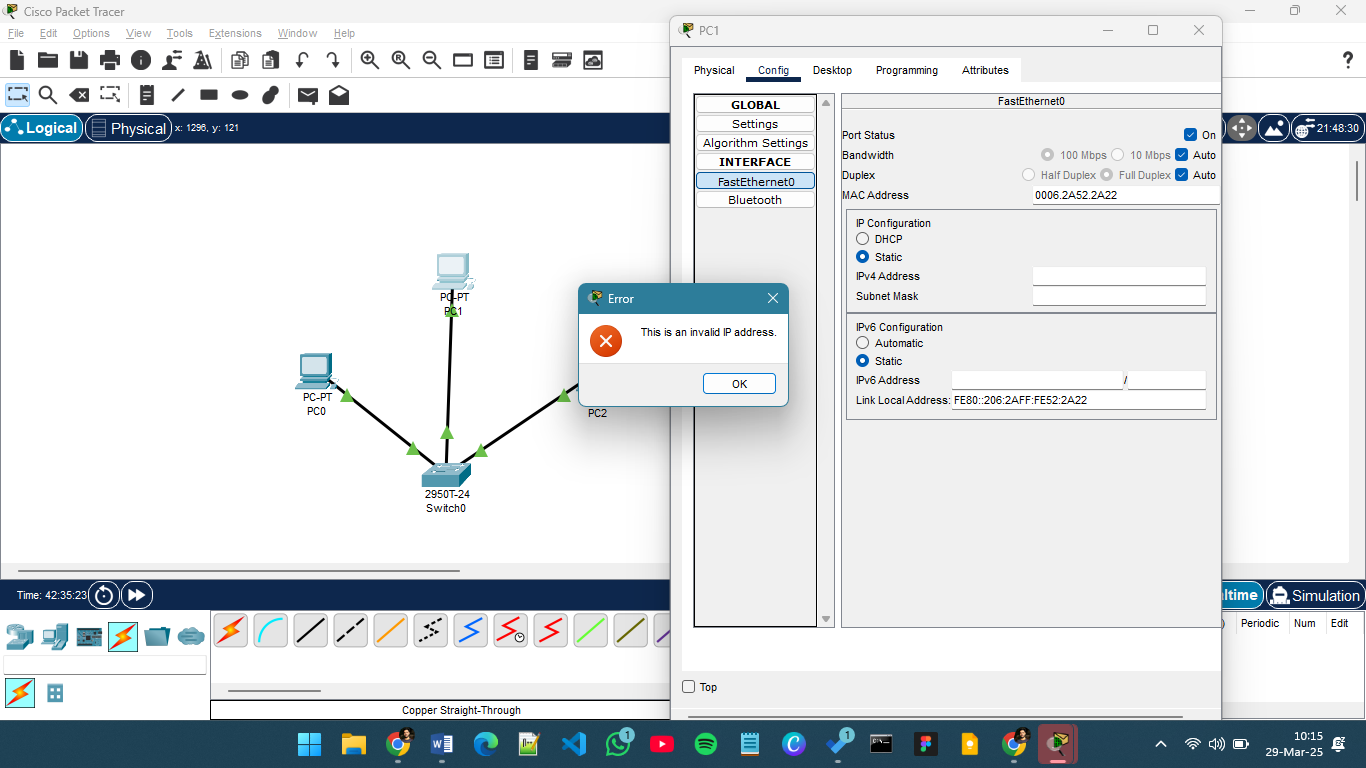 Cisco Packet Tracer
File Edit Options View Tools Extensions Window Help
Logical Physical x: 1296, y: 121
21:48:30
PC-PT
PC1
PC-PT
PC0
PC2
2950T-24
Switch0
Time: 42:35:23
ltime Simulation
Periodic Num Edit
Copper Straight-Through
PC1
Physical Config Desktop Programming Attributes
GLOBAL
Settings
Algorithm Settings
INTERFACE
FastEthernet0
Bluetooth
FastEthernet0
Port Status On
Bandwidth 100 Mbps 10 Mbps Auto
Duplex Half Duplex Full Duplex Auto
MAC Address 0006.2A52.2A22
IP Configuration
DHCP
Static
IPv4 Address
Subnet Mask
IPv6 Configuration
Automatic
Static
IPv6 Address /
Link Local Address: FE80::206:2AFF:FE52:2A22
Top
Error
This is an invalid IP address.
OK
1
1
10:15
29-Mar-25